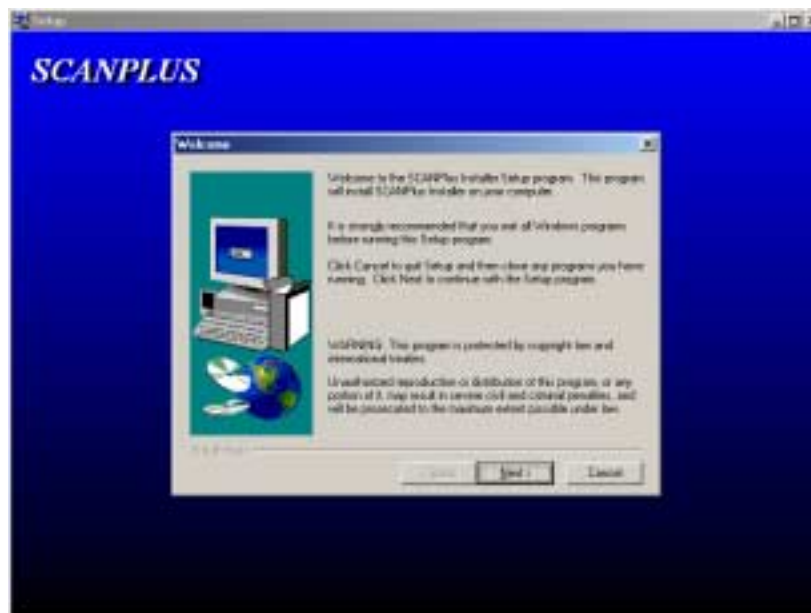 Setup
SCANPLUS
Welcome
Welcome to the SCANPlus Installer Setup program. This program
will install SCANPlus Installer on your computer.
It is strongly recommended that you exit all Windows programs
before running this Setup program.
Click Cancel to quit Setup and then close any programs you have
running. Click Next to continue with the Setup program.
WARNING: This program is protected by copyright law and
international treaties.
Unauthorized reproduction or distribution of this program, or any
portion of it, may result in severe civil and criminal penalties, and
will be prosecuted to the maximum extent possible under law.
Next >
Cancel